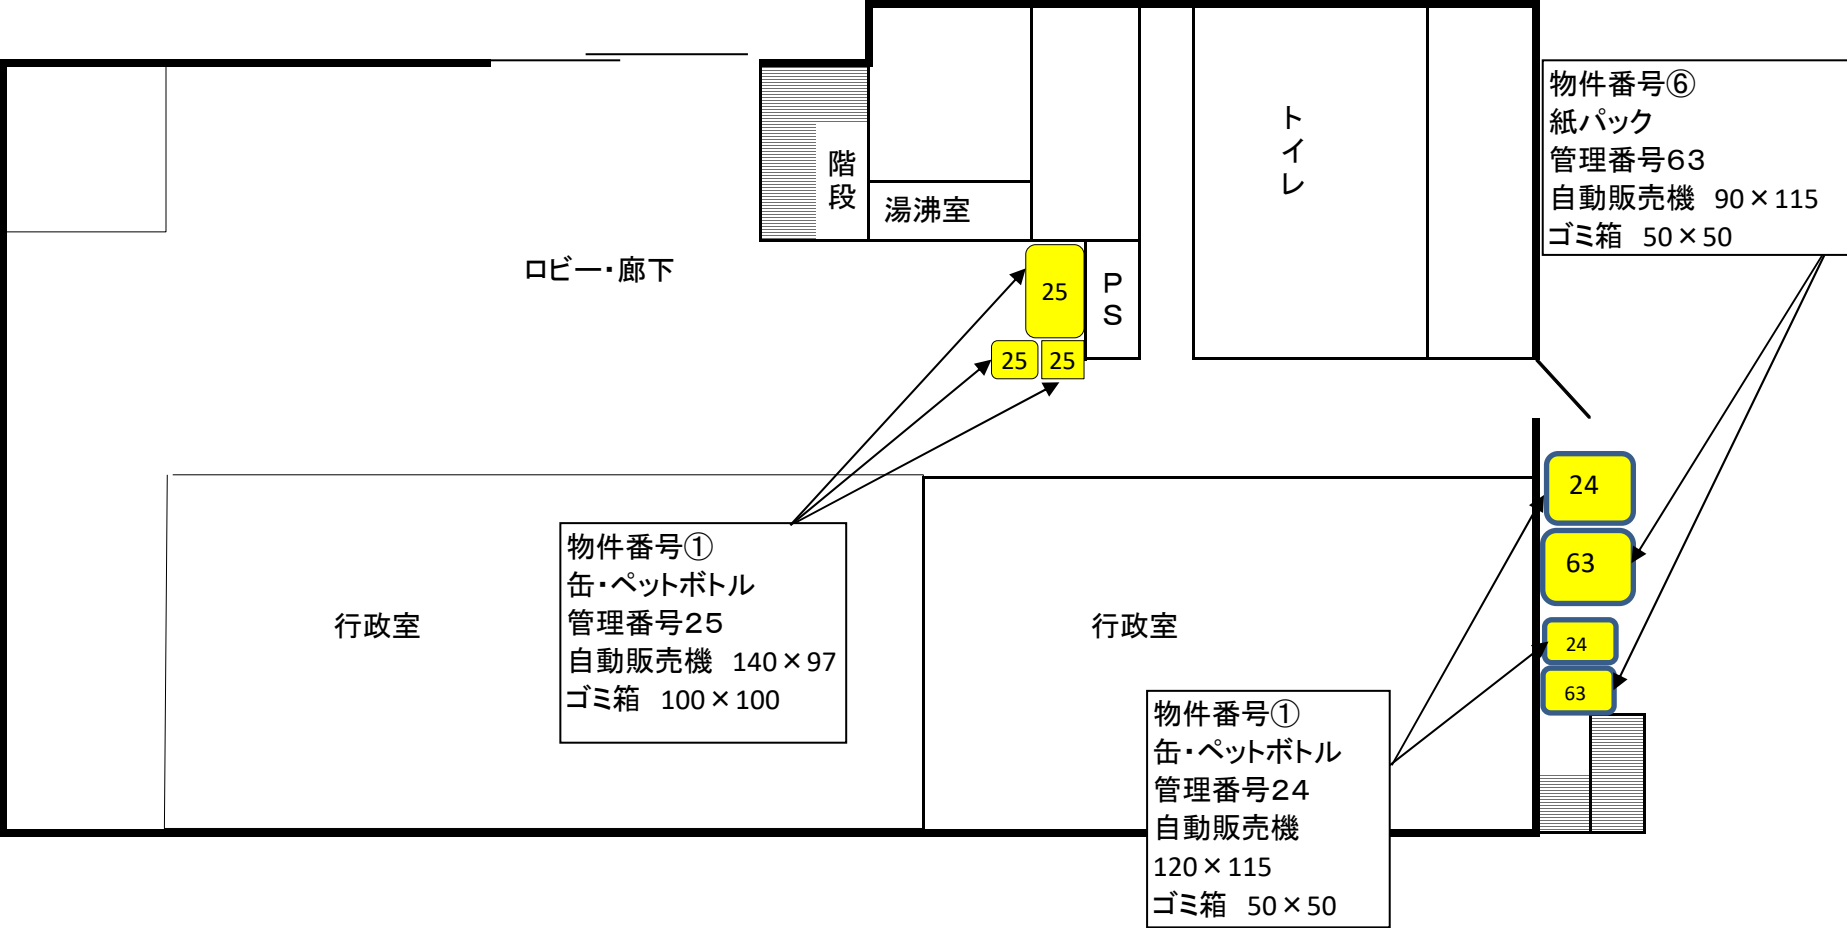 物件番号⑥
紙パック
管理番号63
自動販売機 90×115
ゴミ箱 50×50
トイレ
階段
湯沸室
ロビー・廊下
PS
25
25
25
24
63
24
63
物件番号①
缶・ペットボトル
管理番号25
自動販売機 140×97
ゴミ箱 100×100
行政室
行政室
物件番号①
缶・ペットボトル
管理番号24
自動販売機
120×115
ゴミ箱 50×50